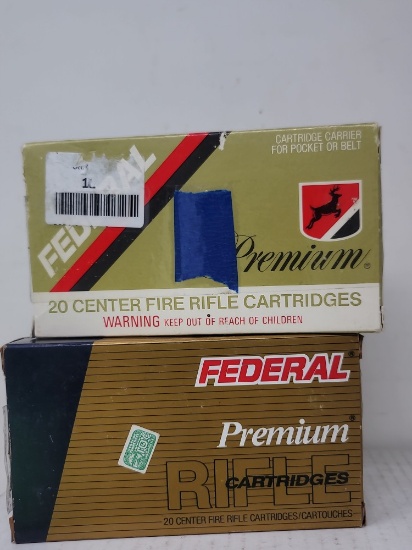 CARTRIDGE CARRIER
FOR POCKET OR BELT
1
FEDERAL
Premium®
20 CENTER FIRE RIFLE CARTRIDGES
WARNING KEEP OUT OF REACH OF CHILDREN
FEDERAL®
Premium®
RIFLE
CARTRIDGES
20 CENTER FIRE RIFLE CARTRIDGES/CARTOUCHES